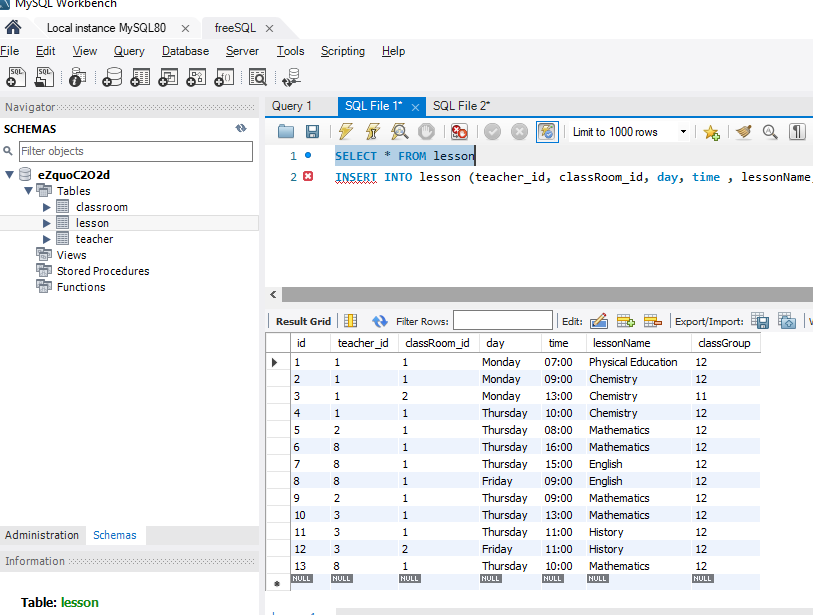 MySQL Workbench
Local instance MySQL80 ×
freeSQL ×
File Edit View Query Database Server Tools Scripting Help
Navigator
SCHEMAS
Filter objects
eZquoC2O2d
Tables
classroom
lesson
teacher
Views
Stored Procedures
Functions
Administration Schemas
Information
Table: lesson
Query 1 SQL File 1* × SQL File 2*
Limit to 1000 rows
1 SELECT * FROM lesson
2 INSERT INTO lesson (teacher_id, classRoom_id, day, time , lessonName,
Result Grid Filter Rows: Edit: Export/Import:
id teacher_id classRoom_id day time lessonName classGroup
1 1 1 Monday 07:00 Physical Education 12
2 1 1 Monday 09:00 Chemistry 12
3 1 2 Monday 13:00 Chemistry 11
4 1 1 Thursday 10:00 Chemistry 12
5 2 1 Thursday 08:00 Mathematics 12
6 8 1 Thursday 16:00 Mathematics 12
7 8 1 Thursday 15:00 English 12
8 8 1 Friday 09:00 English 12
9 2 1 Thursday 09:00 Mathematics 12
10 3 1 Thursday 13:00 Mathematics 12
11 3 1 Thursday 11:00 History 12
12 3 2 Friday 11:00 History 12
13 8 1 Thursday 10:00 Mathematics 12
NULL NULL NULL NULL NULL NULL NULL